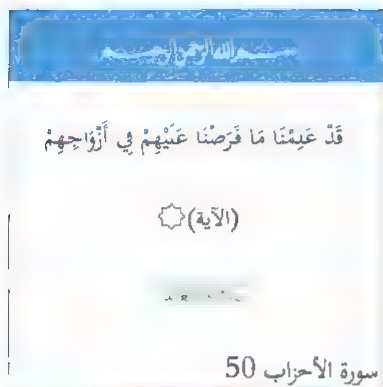 بسم الله الرحمن الرحيم
قَدْ عَلِمْنَا مَا فَرَضْنَا عَلَيْهِمْ فِي أَزْوَاجِهِمْ
(الآية)۞
سورة الأحزاب 50